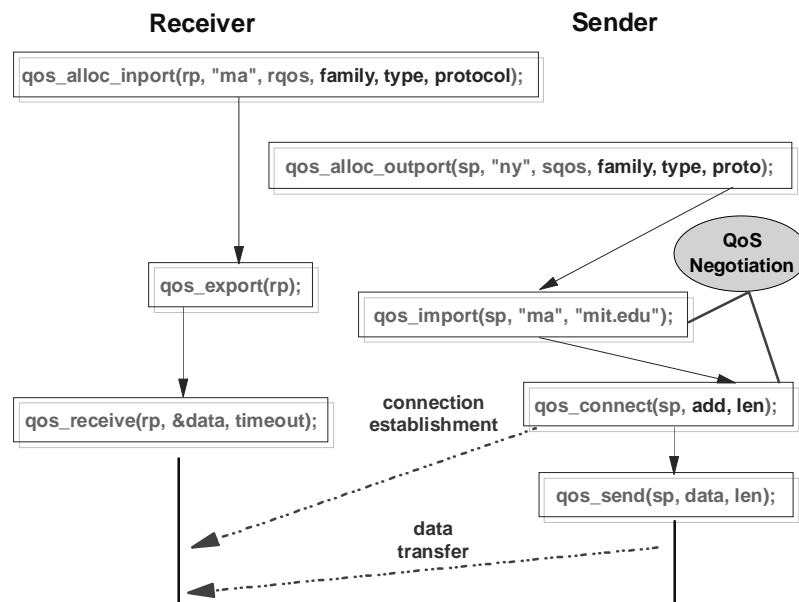 Receiver
Sender
qos_alloc_inport(rp, "ma", rqos, family, type, protocol);
qos_alloc_outport(sp, "ny", sqos, family, type, proto);
QoS
Negotiation
qos_export(rp);
qos_import(sp, "ma", "mit.edu");
qos_receive(rp, &data, timeout);
connection
establishment
qos_connect(sp, add, len);
qos_send(sp, data, len);
data
transfer